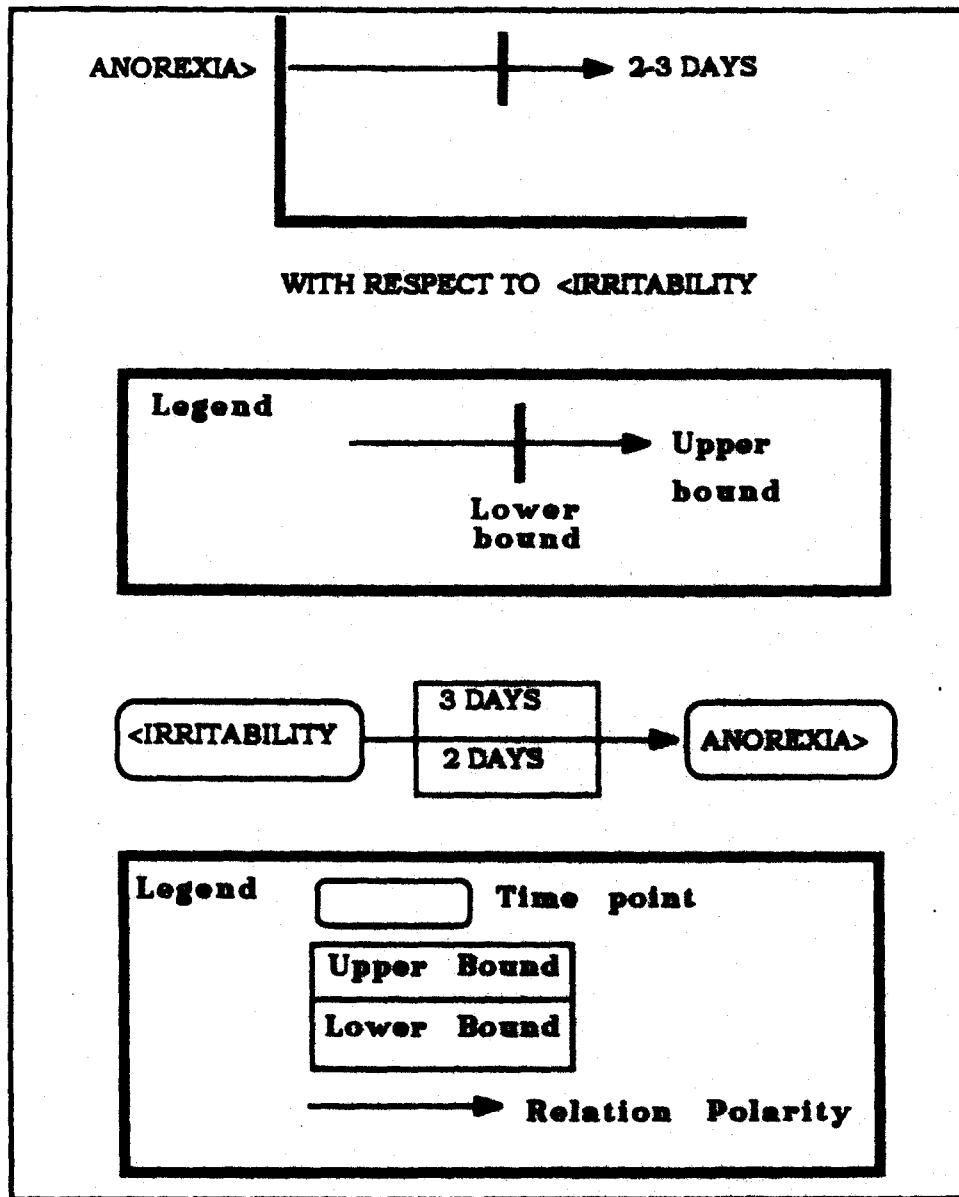 ANOREXIA> 2-3 DAYS
WITH RESPECT TO <IRRITABILITY
Legend
Upper
bound
Lower
bound
<IRRITABILITY
3 DAYS
2 DAYS
ANOREXIA>
Legend
Time point
Upper Bound
Lower Bound
Relation Polarity